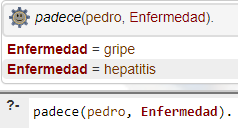 padece(pedro, Enfermedad).
Enfermedad = gripe
Enfermedad = hepatitis
?- padece(pedro, Enfermedad).